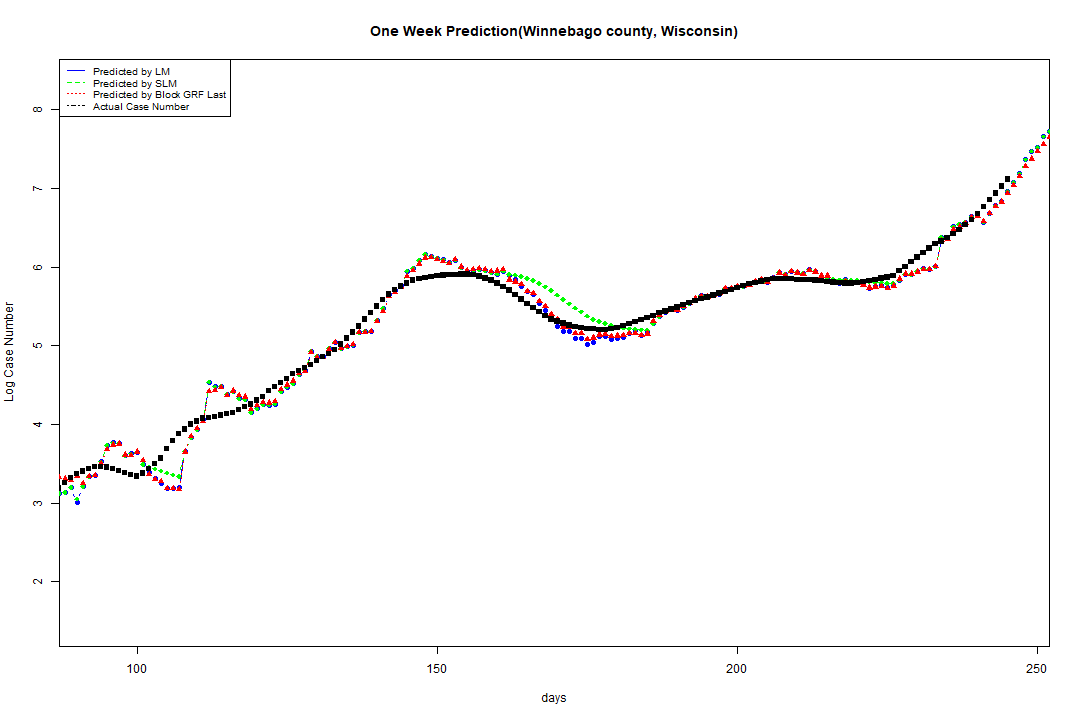 One Week Prediction(Winnebago county, Wisconsin)
Predicted by LM
Predicted by SLM
Predicted by Block GRF Last
Actual Case Number
8
7
6
5
4
3
2
Log Case Number
100 150 200 250
days